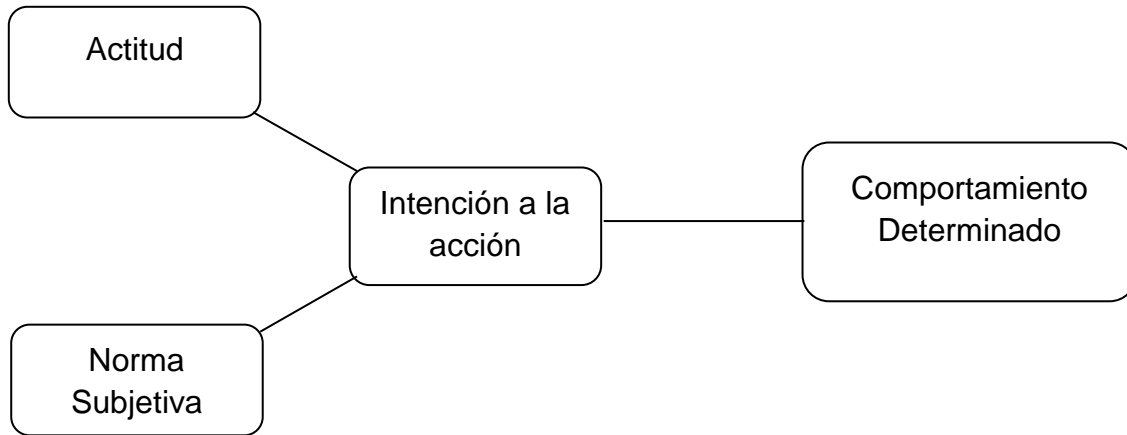 Actitud
Intención a la
acción
Comportamiento
Determinado
Norma
Subjetiva